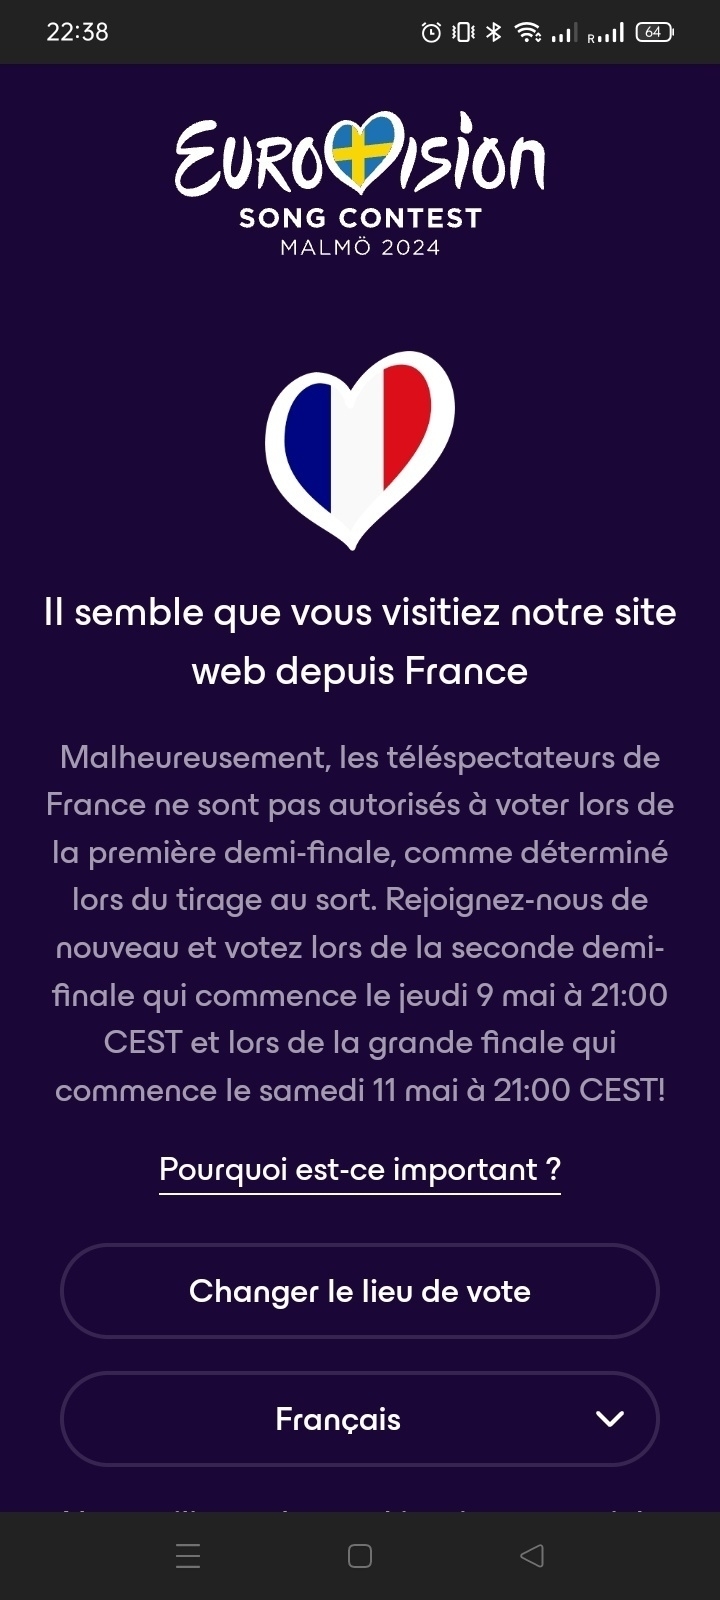 22:38
R
64
EUROVISION
SONG CONTEST
MALMÖ 2024
Il semble que vous visitiez notre site
web depuis France
Malheureusement, les téléspectateurs de
France ne sont pas autorisés à voter lors de
la première demi-finale, comme déterminé
lors du tirage au sort. Rejoignez-nous de
nouveau et votez lors de la seconde demi-
finale qui commence le jeudi 9 mai à 21:00
CEST et lors de la grande finale qui
commence le samedi 11 mai à 21:00 CEST!
Pourquoi est-ce important ?
Changer le lieu de vote
Français